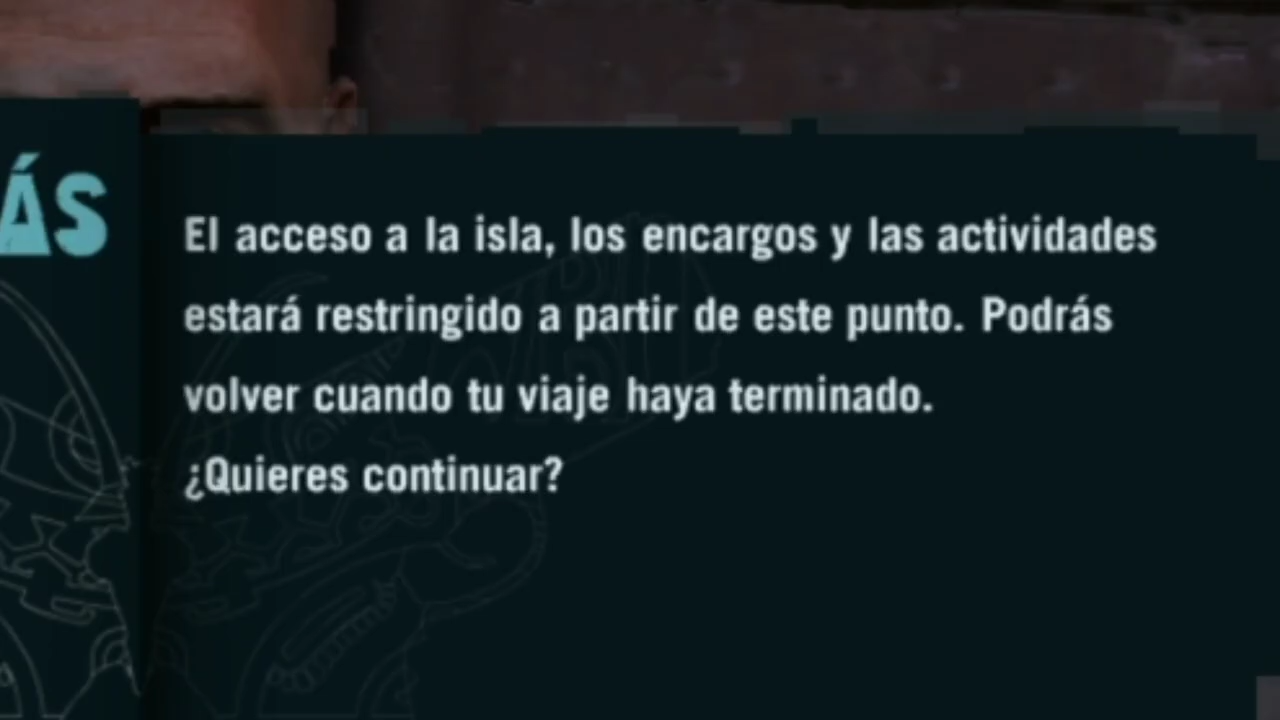 ÁS
El acceso a la isla, los encargos y las actividades
estará restringido a partir de este punto. Podrás
volver cuando tu viaje haya terminado.
¿Quieres continuar?